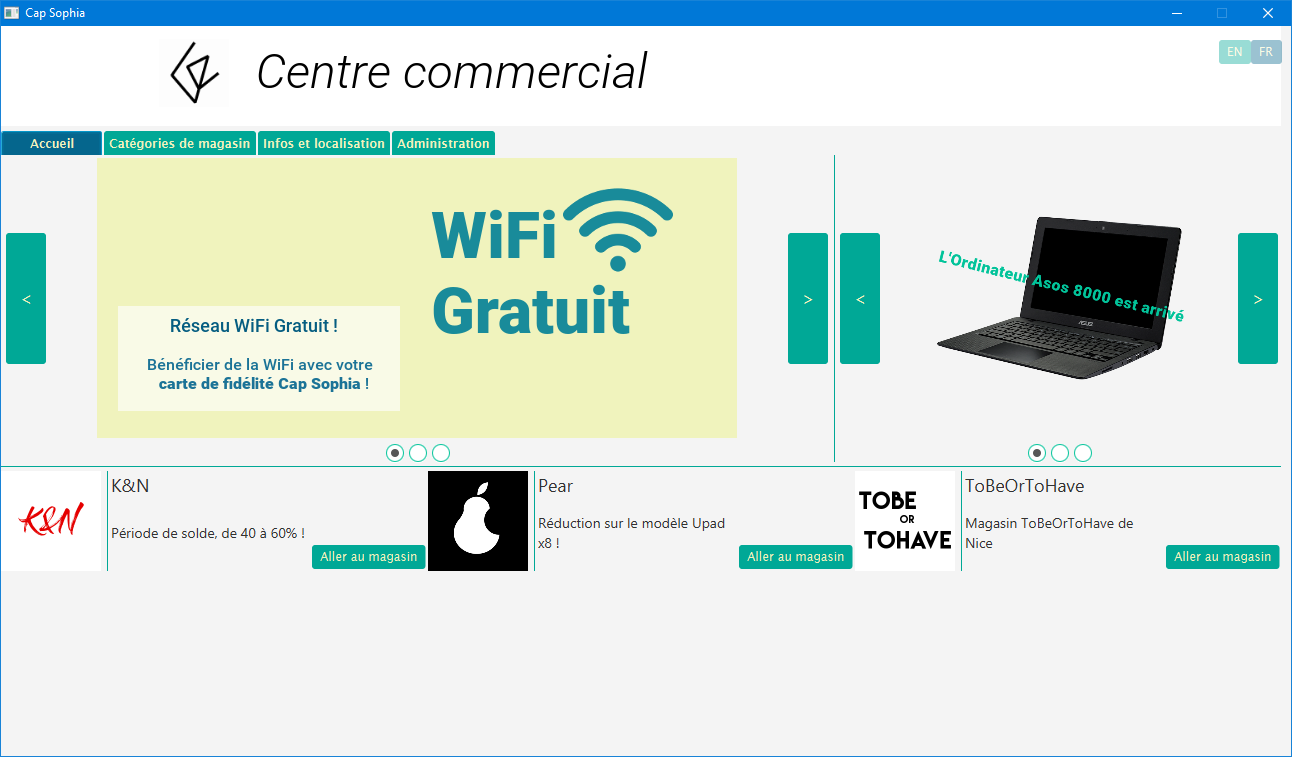 Cap Sophia
Centre commercial
EN FR
Accueil
Catégories de magasin
Infos et localisation
Administration
WiFi
Gratuit
Réseau WiFi Gratuit !
Bénéficier de la WiFi avec votre
carte de fidélité Cap Sophia !
<
>
<
L'Ordinateur Asos 8000 est arrivé
ASUS
>
K&N
K&N
Période de solde, de 40 à 60% !
Aller au magasin
Pear
Réduction sur le modèle Upad
x8 !
Aller au magasin
TOBE
OR
TOHAVE
ToBeOrToHave
Magasin ToBeOrToHave de
Nice
Aller au magasin